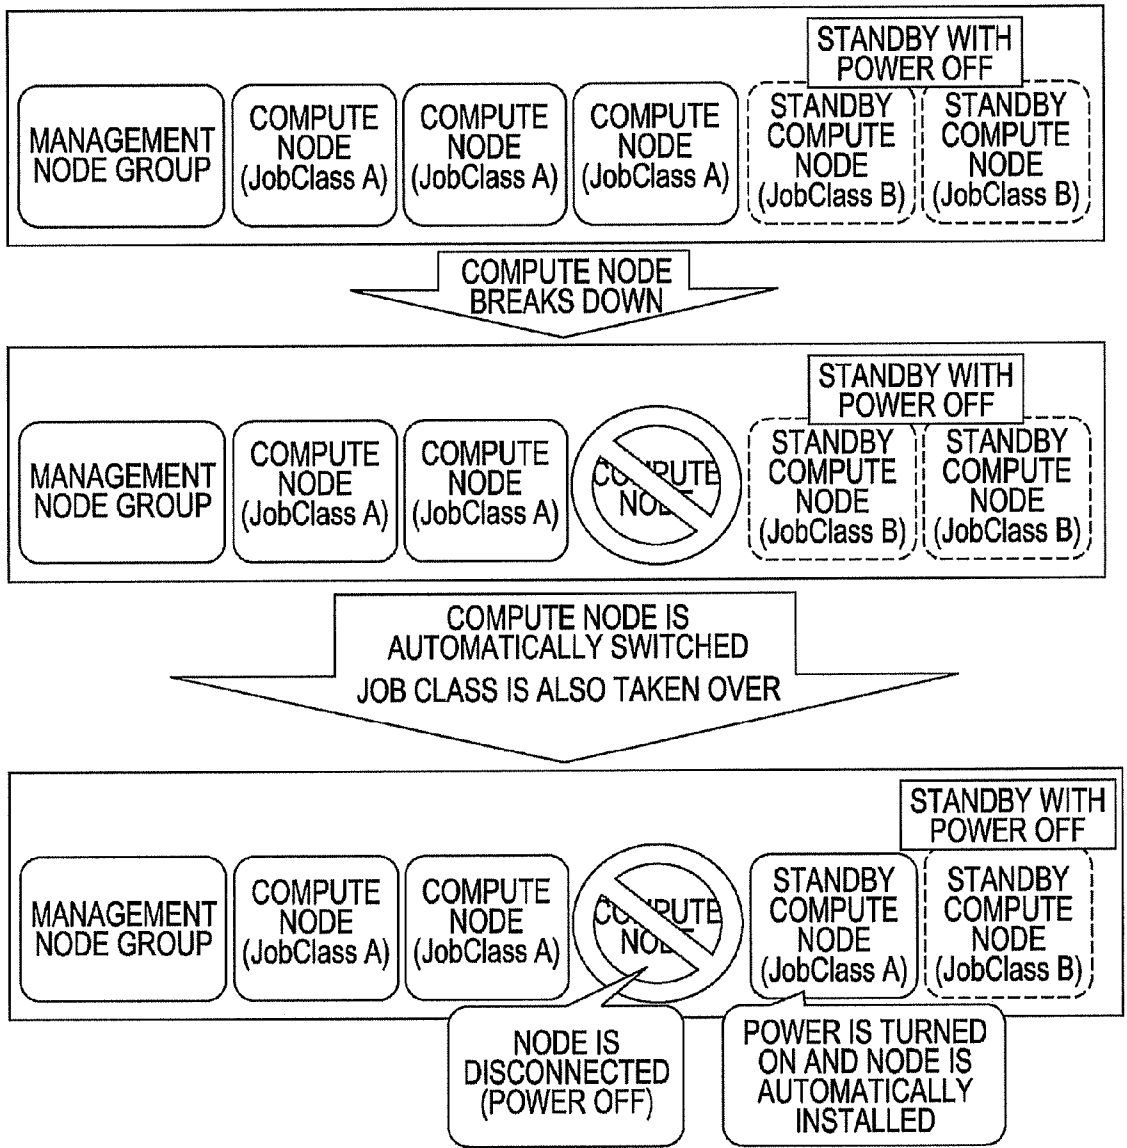 STANDBY WITH
POWER OFF
MANAGEMENT
NODE GROUP
COMPUTE
NODE
(JobClass A)
COMPUTE
NODE
(JobClass A)
COMPUTE
NODE
(JobClass A)
STANDBY
COMPUTE
NODE
(JobClass B)
STANDBY
COMPUTE
NODE
(JobClass B)
COMPUTE NODE
BREAKS DOWN
STANDBY WITH
POWER OFF
MANAGEMENT
NODE GROUP
COMPUTE
NODE
(JobClass A)
COMPUTE
NODE
(JobClass A)
COMPUTE
NODE
STANDBY
COMPUTE
NODE
(JobClass B)
STANDBY
COMPUTE
NODE
(JobClass B)
COMPUTE NODE IS
AUTOMATICALLY SWITCHED
JOB CLASS IS ALSO TAKEN OVER
STANDBY WITH
POWER OFF
MANAGEMENT
NODE GROUP
COMPUTE
NODE
(JobClass A)
COMPUTE
NODE
(JobClass A)
COMPUTE
NODE
STANDBY
COMPUTE
NODE
(JobClass A)
STANDBY
COMPUTE
NODE
(JobClass B)
NODE IS
DISCONNECTED
(POWER OFF)
POWER IS TURNED
ON AND NODE IS
AUTOMATICALLY
INSTALLED